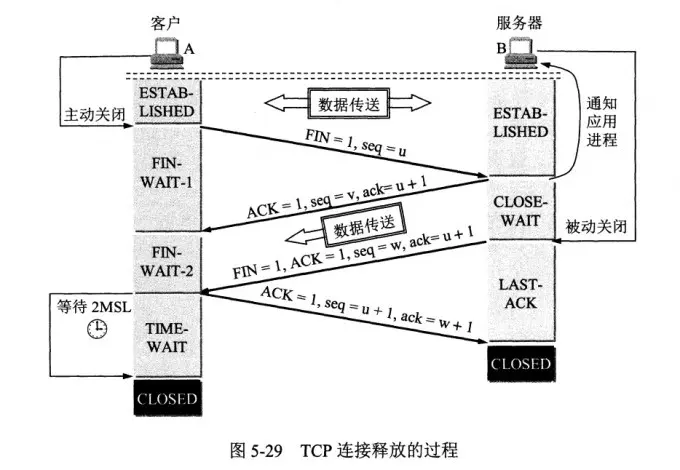 客户
服务器
A
B
ESTAB-
LISHED
数据传送
通知
应用
进程
主动关闭
ESTAB-
LISHED
FIN = 1, seq = u
FIN-
WAIT-1
ACK = 1, seq = v, ack= u + 1
CLOSE-
WAIT
数据传送
被动关闭
FIN = 1, ACK = 1, seq = w, ack= u + 1
FIN-
WAIT-2
ACK = 1, seq = u + 1, ack = w + 1
LAST-
ACK
等待 2MSL
TIME-
WAIT
CLOSED
CLOSED
图 5-29 TCP 连接释放的过程